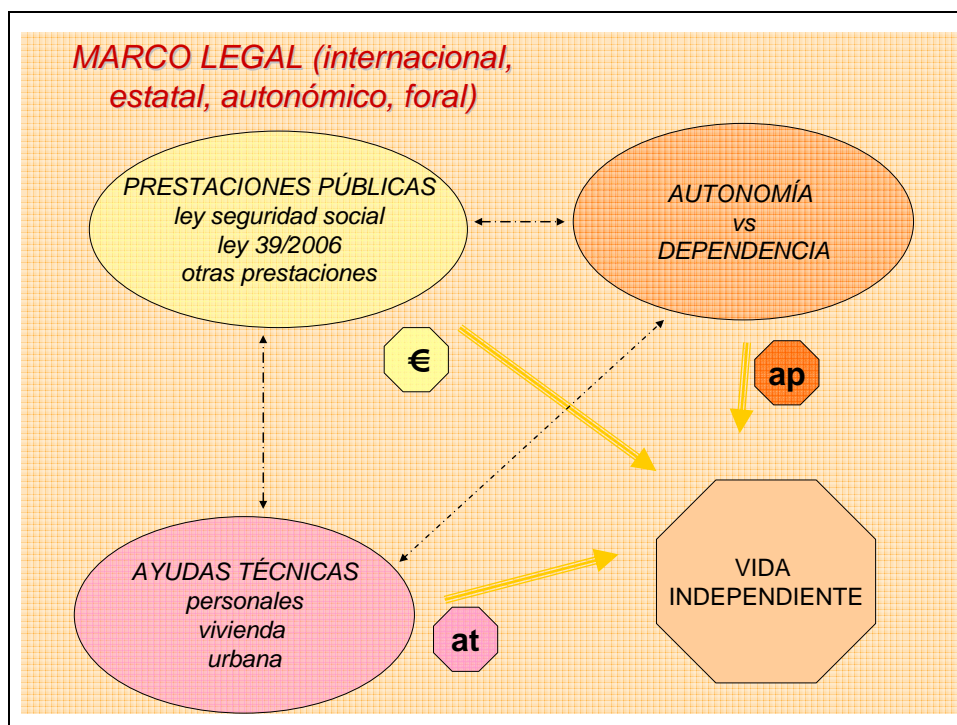 MARCO LEGAL (internacional,
estatal, autonómico, foral)
PRESTACIONES PÚBLICAS
ley seguridad social
ley 39/2006
otras prestaciones
AUTONOMÍA
vs
DEPENDENCIA
€
ap
AYUDAS TÉCNICAS
personales
vivienda
urbana
at
VIDA
INDEPENDIENTE